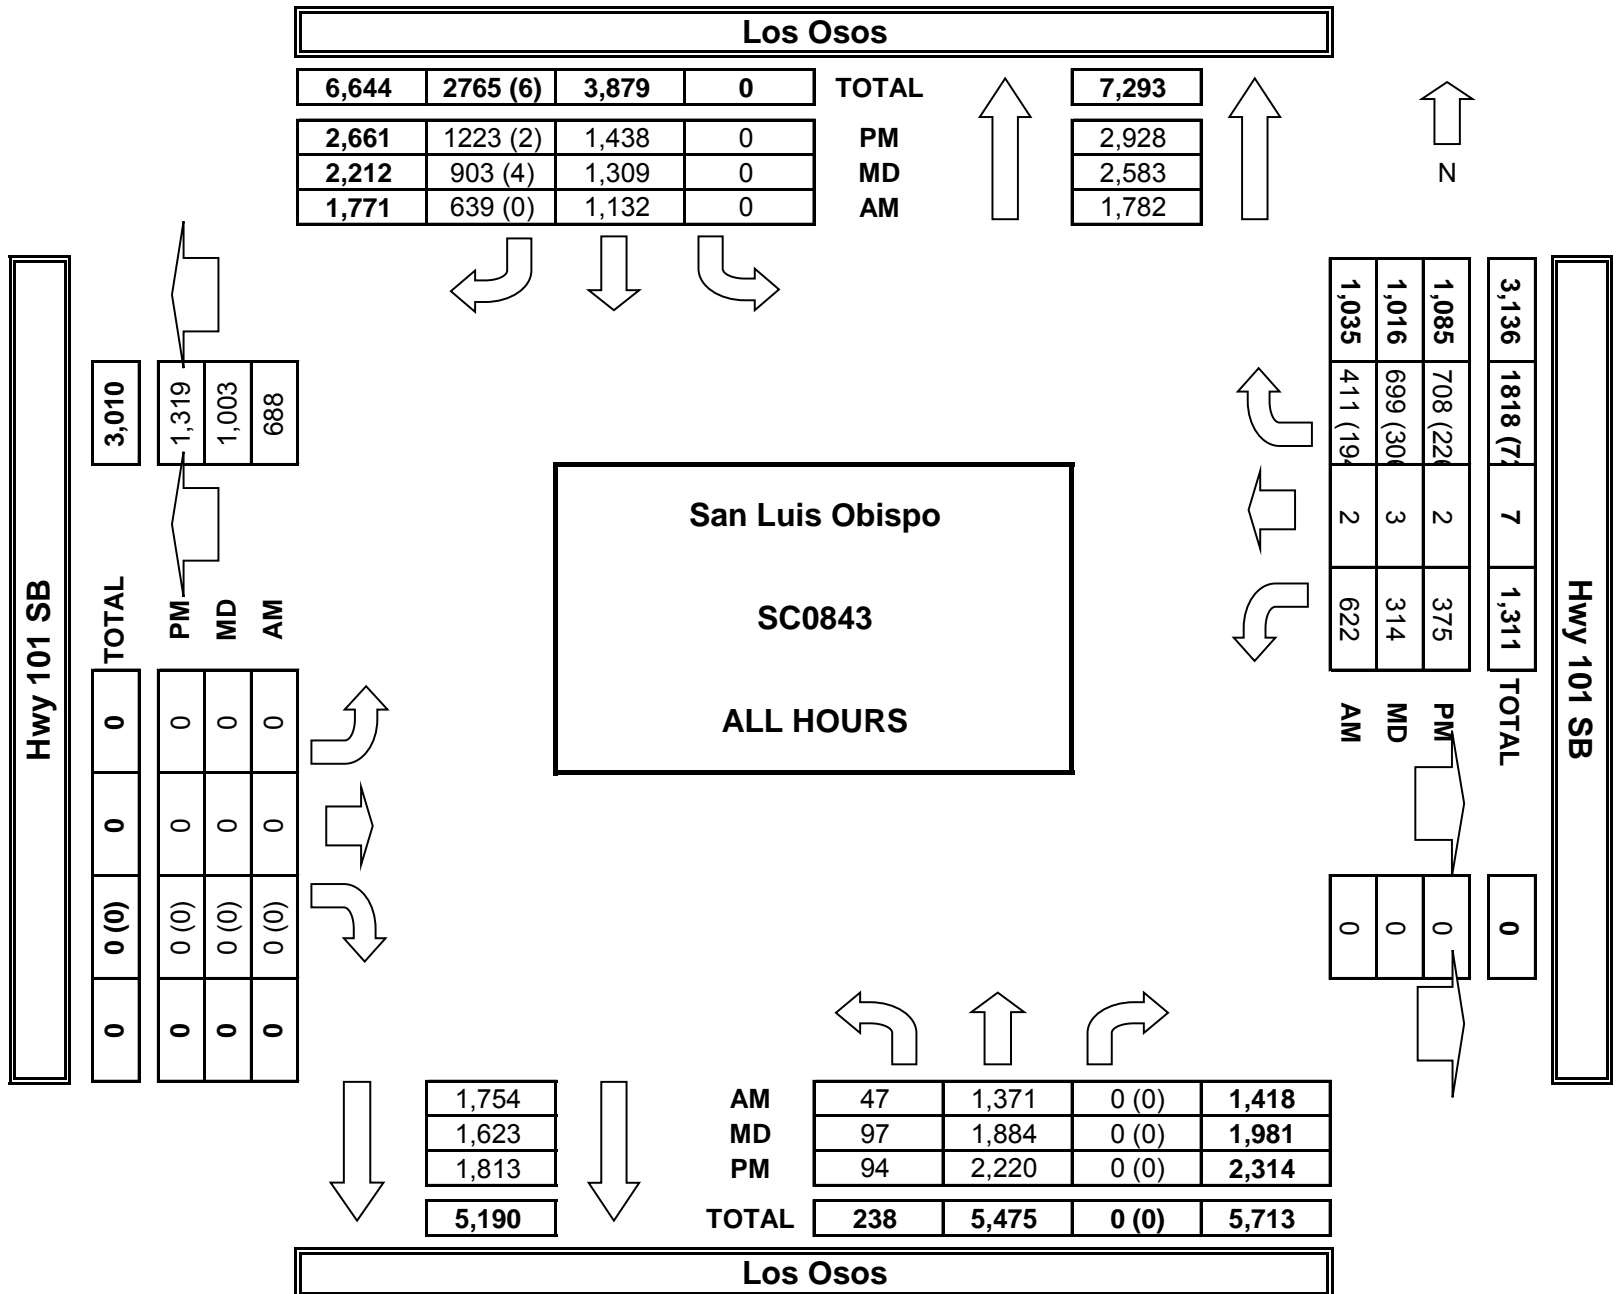 Los Osos
6,644 2765 (6) 3,879 0 TOTAL 7,293
2,661 1223 (2) 1,438 0 PM 2,928
2,212 903 (4) 1,309 0 MD 2,583
1,771 639 (0) 1,132 0 AM 1,782
N
Hwy 101 SB
3,010
1,319
1,003
688
TOTAL
PM
MD
AM
0 0 0 (0) 0
0 0 0 (0) 0
0 0 0 (0) 0
0 0 0 (0) 0
San Luis Obispo
SC0843
ALL HOURS
3,136 1818 (7 7 1,311 TOTAL
1,085 708 (226 2 375 PM
1,016 699 (306 3 314 MD
1,035 411 (194 2 622 AM
0
0
0
0
Hwy 101 SB
1,754 AM 47 1,371 0 (0) 1,418
1,623 MD 97 1,884 0 (0) 1,981
1,813 PM 94 2,220 0 (0) 2,314
5,190 TOTAL 238 5,475 0 (0) 5,713
Los Osos